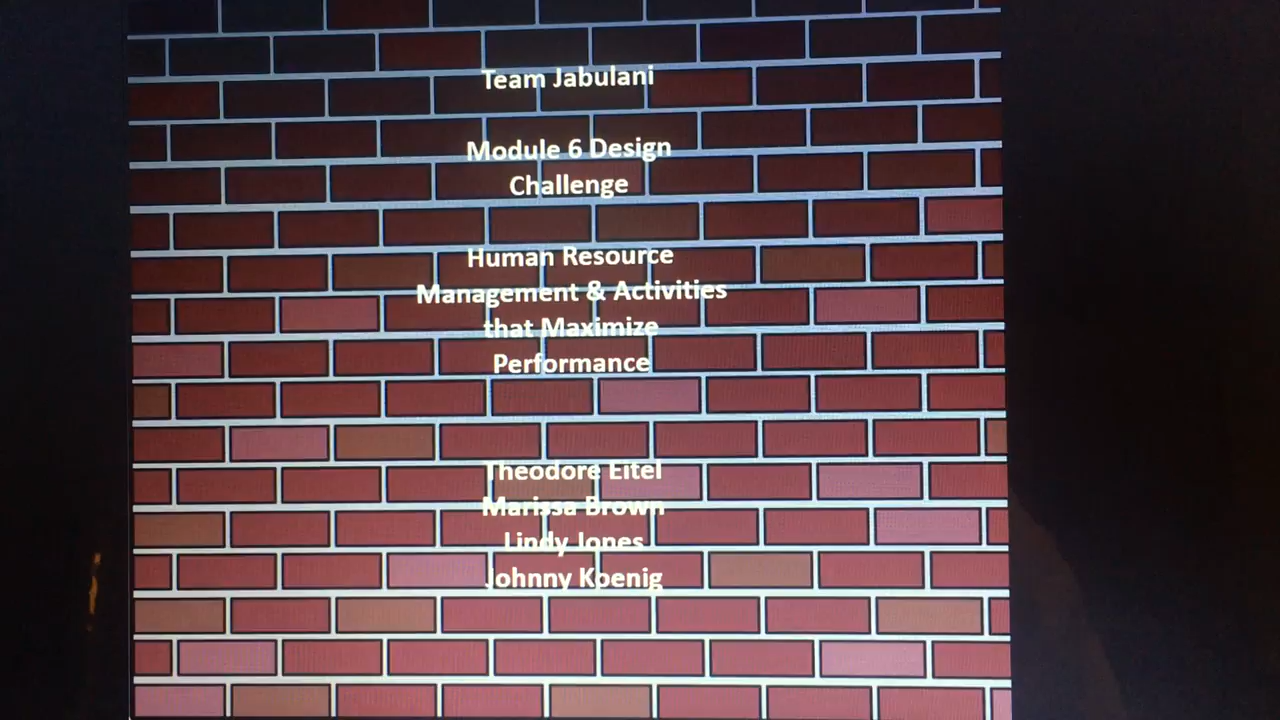 Team Jabulani
Module 6 Design
Challenge
Human Resource
Management & Activities
that Maximize
Performance
Theodore Eitel
Marissa Brown
Lindy Jones
Johnny Koenig